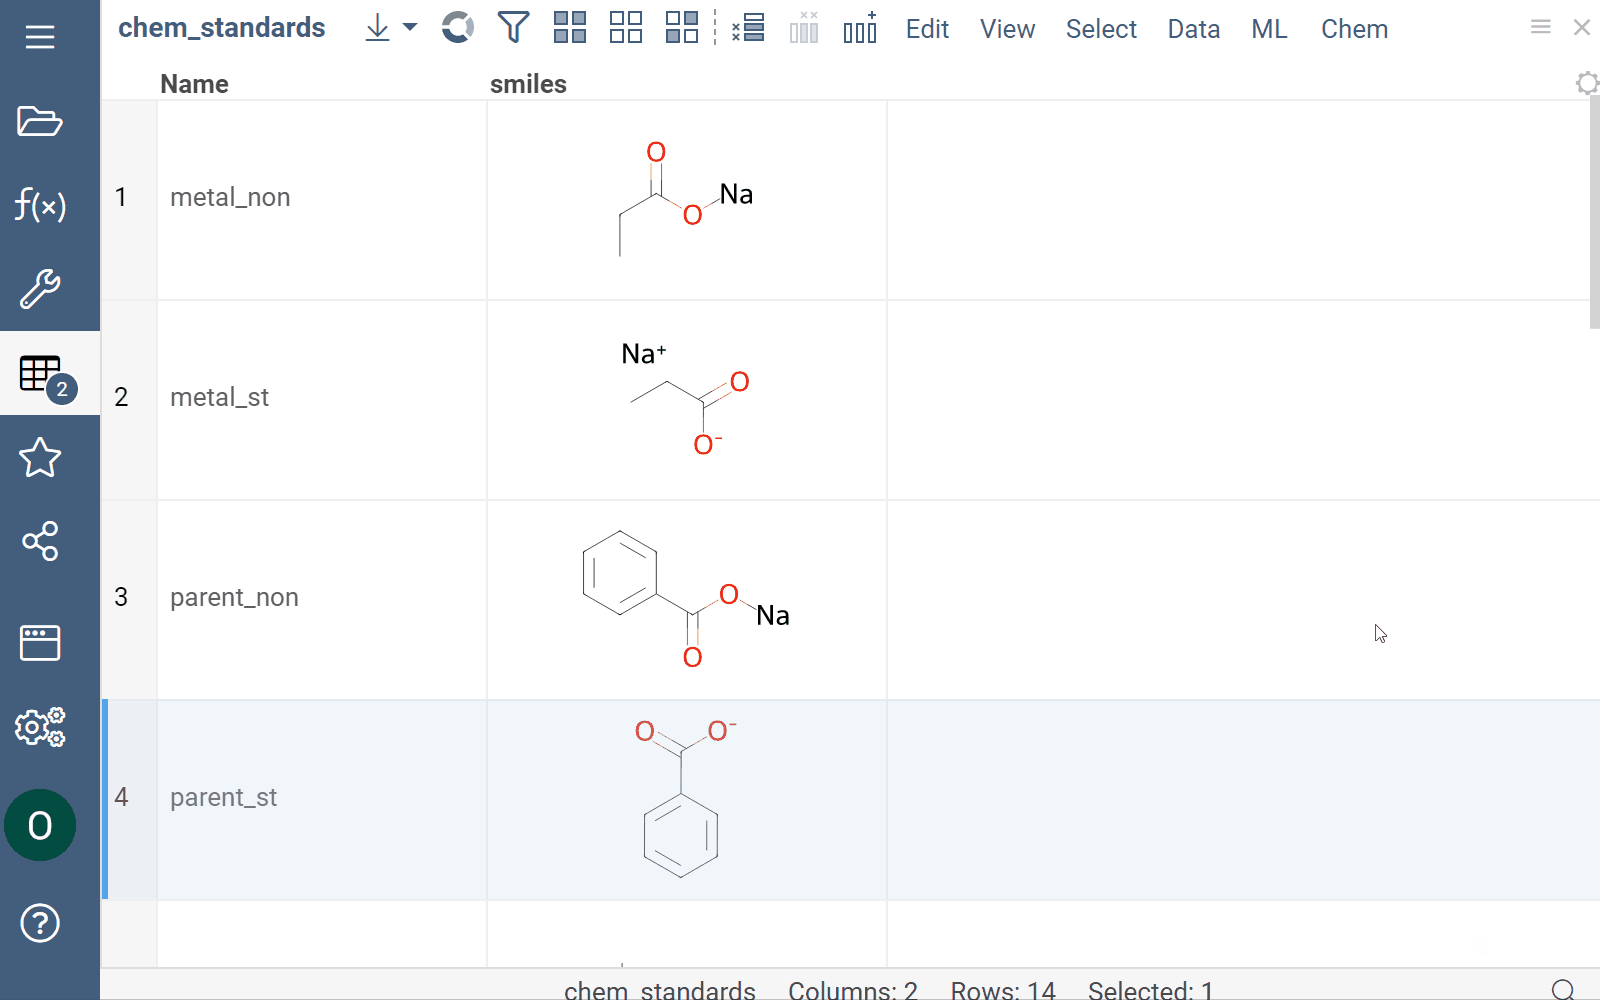 chem_standards Edit View Select Data ML Chem
Name smiles
1 metal_non O O Na
2 metal_st Na+ O O-
3 parent_non O Na O
4 parent_st O O-
f(x)
2
O
?
chem_standards Columns: 2 Rows: 14 Selected: 1